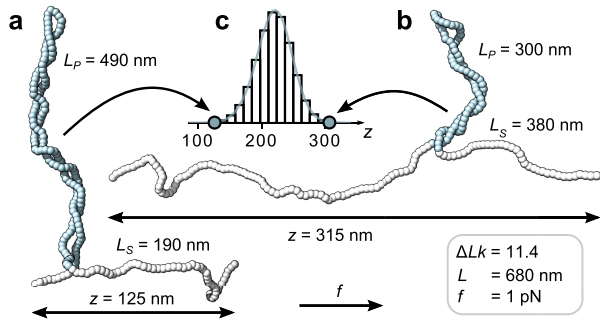 a
c
b
L_P = 490 nm
L_P = 300 nm
L_S = 380 nm
100 200 300 z
z = 315 nm
L_S = 190 nm
z = 125 nm
f
ΔLk = 11.4
L = 680 nm
f = 1 pN